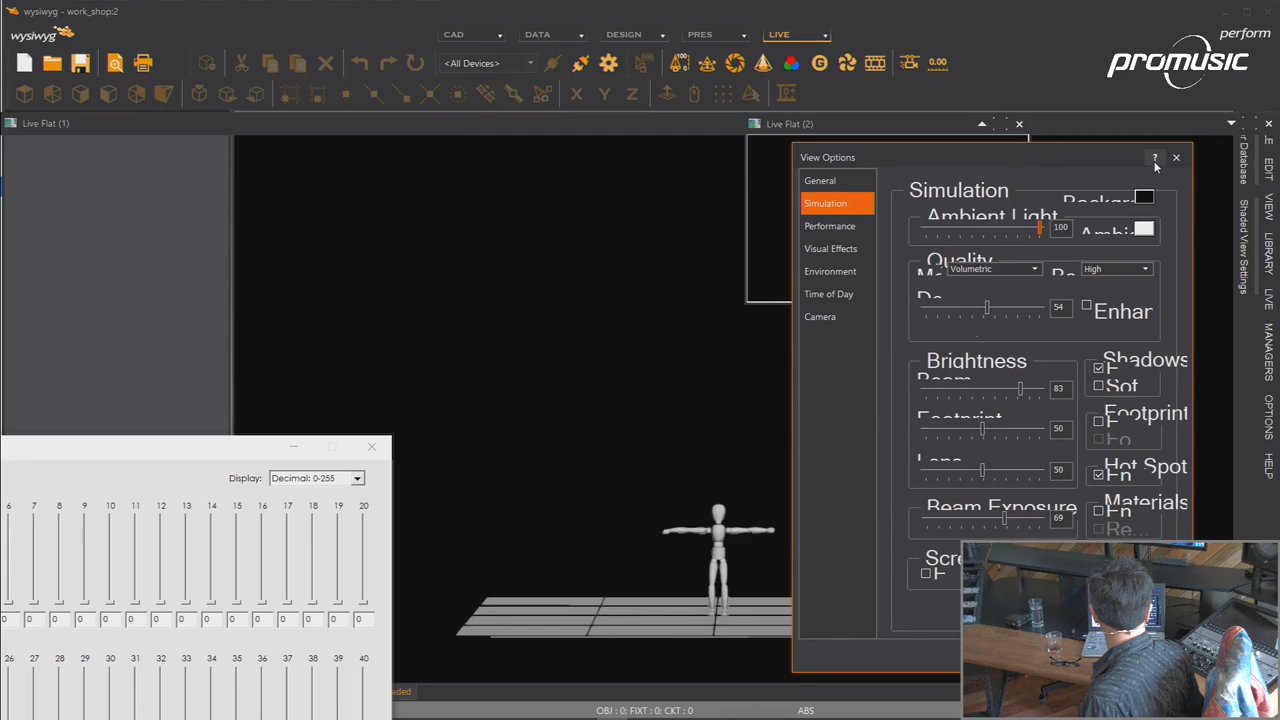 wysiwyg - work_shop:2
wysiwyg
CAD DATA DESIGN PRES LIVE
perform
promusic
<All Devices>
100 G 0.00
X Y Z
Live Flat (1)
Live Flat (2)
View Options
?
General
Simulation
Performance
Visual Effects
Environment
Time of Day
Camera
Simulation
Ambient Light
100
Quality
Volumetric
High
54
Enhan
Brightness
83
Footprint
50
50
Beam Exposure
69
Shadows
Footprint
Hot Spot
En
Materials
En
Database
Shaded View Settings
EDIT
VIEW
LIBRARY
LIVE
MANAGERS
OPTIONS
HELP
Display: Decimal: 0-255
6 7 8 9 10 11 12 13 14 15 16 17 18 19 20
0 0 0 0 0 0 0 0 0 0 0 0 0 0 0
26 27 28 29 30 31 32 33 34 35 36 37 38 39 40
OBJ : 0; FIXT : 0; CKT : 0
ABS